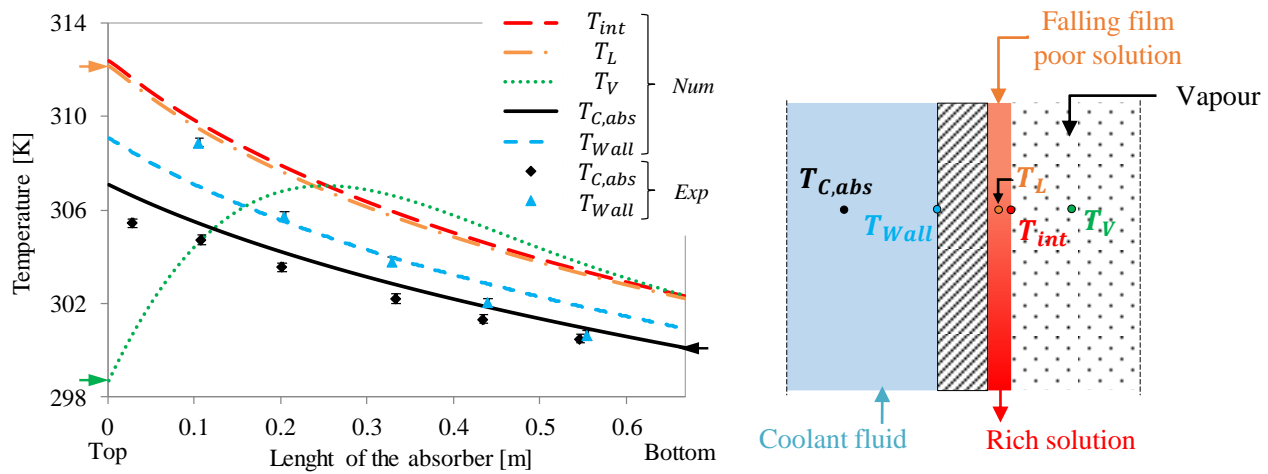 314
310
306
302
298
Temperature [K]
0
0.1
0.2
0.3
0.4
0.5
0.6
Top
Lenght of the absorber [m]
Bottom
T_int
T_L
T_V
T_C,abs
T_Wall
Num
T_C,abs
T_Wall
Exp
Falling film
poor solution
Vapour
T_C,abs
T_L
T_Wall
T_int
T_V
Coolant fluid
Rich solution